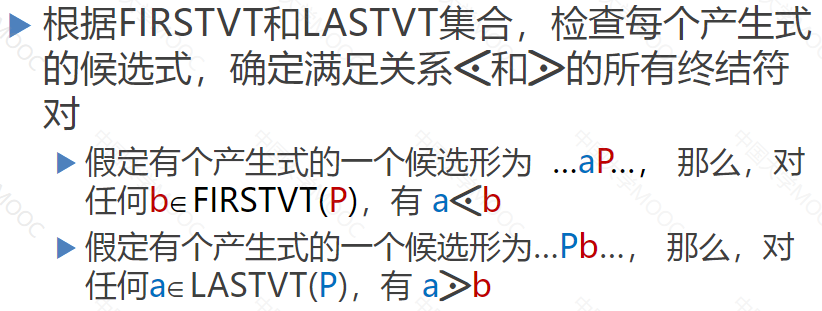 根据FIRSTVT和LASTVT集合，检查每个产生式
的候选式，确定满足关系⋖和⋗的所有终结符
对
假定有个产生式的一个候选形为 …aP…， 那么，对
任何b∈FIRSTVT(P)，有 a⋖b
假定有个产生式的一个候选形为…Pb…， 那么，对
任何a∈LASTVT(P)，有 a⋗b